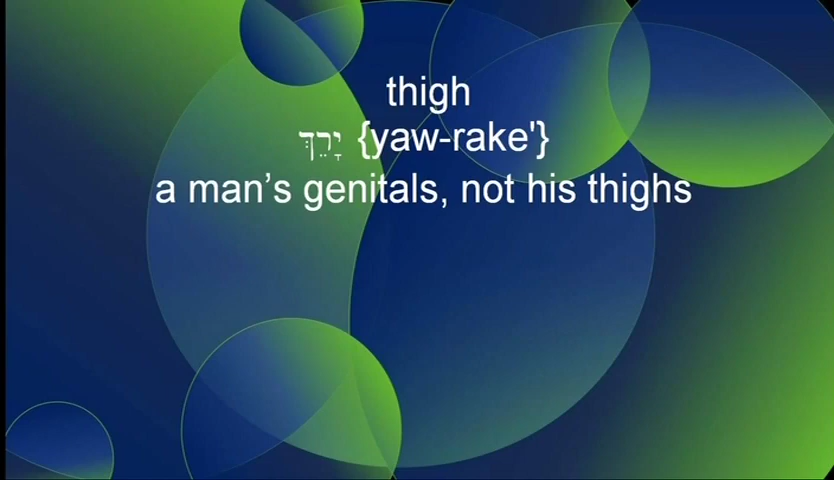 thigh
יָרֵךְ {yaw-rake'}
a man’s genitals, not his thighs